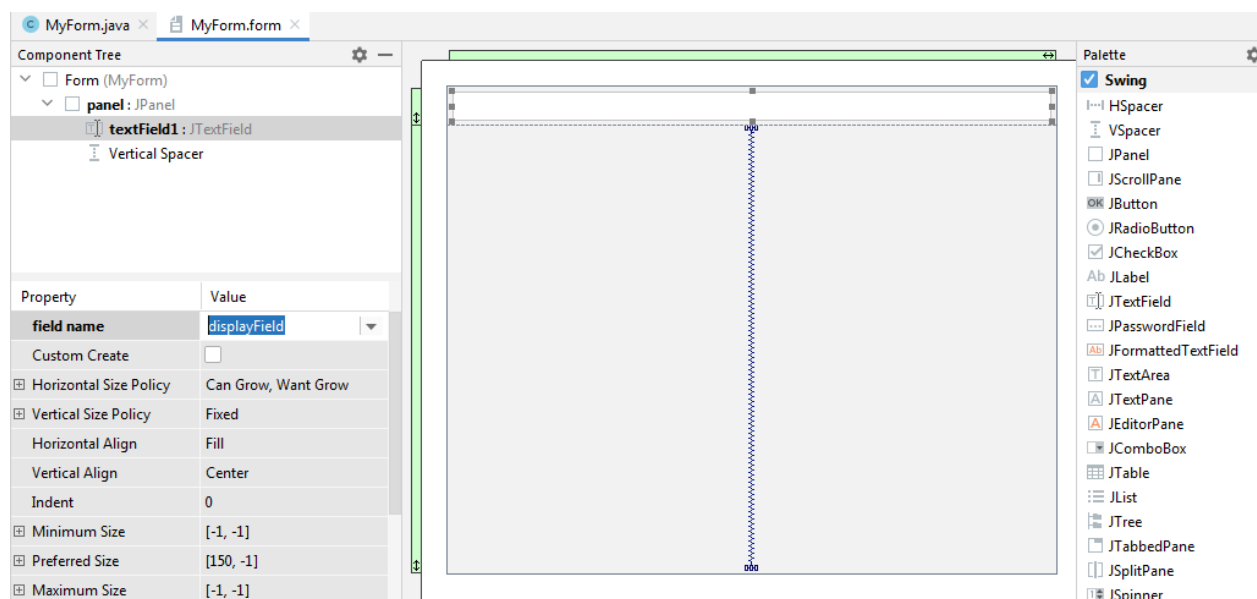 MyForm.java
MyForm.form
Component Tree
Form (MyForm)
panel : JPanel
textField1 : JTextField
Vertical Spacer
Property Value
field name displayField
Custom Create
Horizontal Size Policy Can Grow, Want Grow
Vertical Size Policy Fixed
Horizontal Align Fill
Vertical Align Center
Indent 0
Minimum Size [-1, -1]
Preferred Size [150, -1]
Maximum Size [-1, -1]
Palette
Swing
HSpacer
VSpacer
JPanel
JScrollPane
OK JButton
JRadioButton
JCheckBox
Ab JLabel
JTextField
JPasswordField
Ab JFormattedTextField
T JTextArea
A JTextPane
A JEditorPane
JComboBox
JTable
JList
JTree
JTabbedPane
JSplitPane
JSpinner